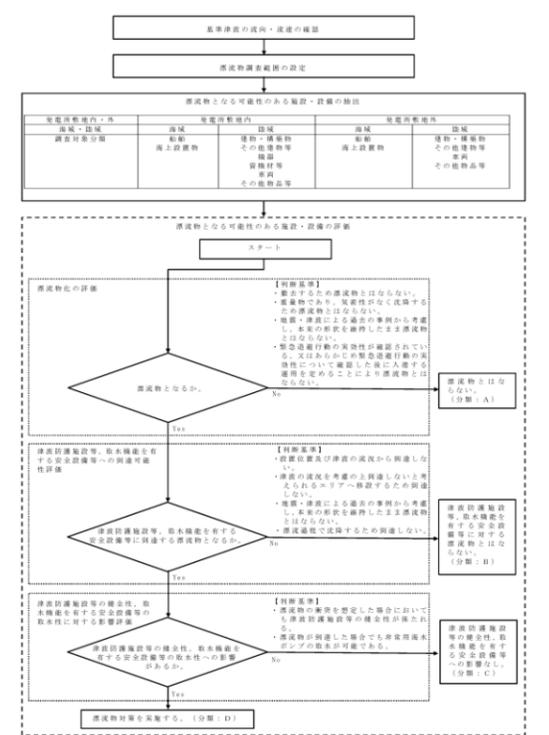 基準津波の流向・流速の確認
漂流物調査範囲の設定
漂流物となる可能性のある施設・設備の抽出
発電所敷地内・外 発電所敷地内 発電所敷地外
海域・陸域 海域 陸域 海域 陸域
調査対象分類 船舶 建物・構築物 船舶 建物・構築物
海上設置物 その他建物等 海上設置物 その他建物等
機器 車両
資機材等 その他物品等
車両
その他物品等
漂流物となる可能性のある施設・設備の評価
スタート
漂流物化の評価
【判断基準】
・撤去するため漂流物とはならない。
・重量物であり，気密性がなく沈降する
ため漂流物とはならない。
・地震・津波による過去の事例から考慮
し，本来の形状を維持したまま漂流物
とはならない。
・緊急退避行動の実効性が確認されてい
る，又はあらかじめ緊急退避行動の実
効性について確認した後に入港する
運用を定めることにより漂流物とは
ならない。
漂流物となるか。
No
漂流物とはな
らない。
（分類：A）
Yes
津波防護施設等，取水機能を有
する安全設備等への到達可能
性評価
【判断基準】
・設置位置及び津波の流況から到達しな
い。
・津波の流況を考慮の上到達しないと考
えられるエリアへ移設するため到達
しない。
・地震・津波による過去の事例から考慮
し，本来の形状を維持したまま漂流物
とはならない。
・漂流過程で沈降するため到達しない。
津波防護施設等，取水機能を有する
安全設備等に到達する漂流物となるか。
No
津波防護施設
等，取水機能を
有する安全設
備等に対する
漂流物とはな
らない。
（分類：B）
Yes
津波防護施設等の健全性，取
水機能を有する安全設備等の
取水性に対する影響評価
【判断基準】
・漂流物の衝突を想定した場合において
も津波防護施設等の健全性が保たれ
る。
・漂流物が到達した場合でも非常用海水
ポンプの取水が可能である。
津波防護施設等の健全性，取水機能を
有する安全設備等の取水性への影響
があるか。
No
津波防護施設
等の健全性，取
水機能を有す
る安全設備等
への影響なし。
（分類：C）
Yes
漂流物対策を実施する。（分類：D）